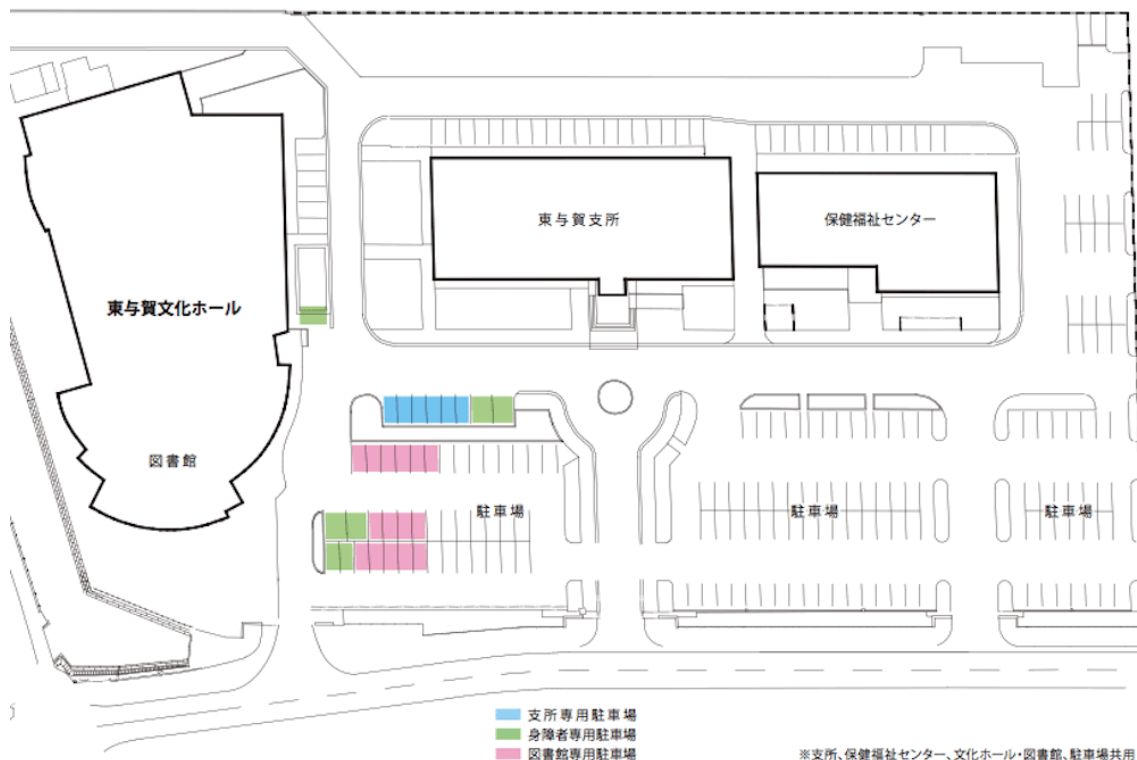 東与賀支所
保健福祉センター
東与賀文化ホール
図書館
駐車場
駐車場
駐車場
支所専用駐車場
身障者専用駐車場
図書館専用駐車場
※支所、保健福祉センター、文化ホール・図書館、駐車場共用